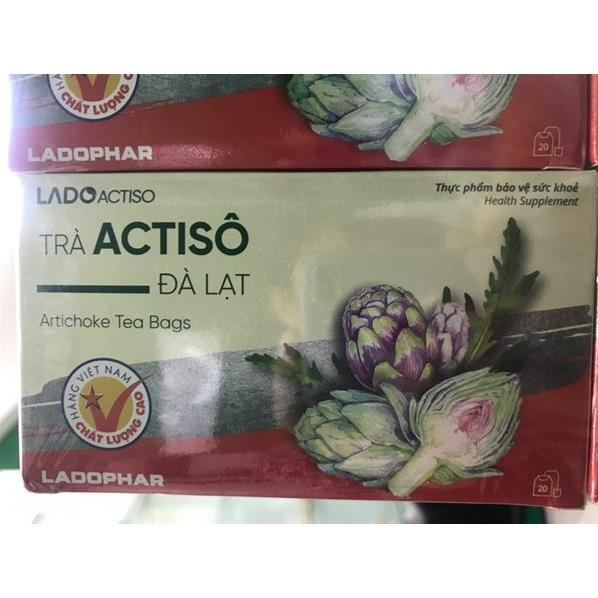 CHẤT LƯỢNG CAO
LADOPHAR
20
LADOACTISO
Thực phẩm bảo vệ sức khoẻ
Health Supplement
TRÀ ACTISÔ
ĐÀ LẠT
Artichoke Tea Bags
HÀNG VIỆT NAM
CHẤT LƯỢNG CAO
LADOPHAR
20